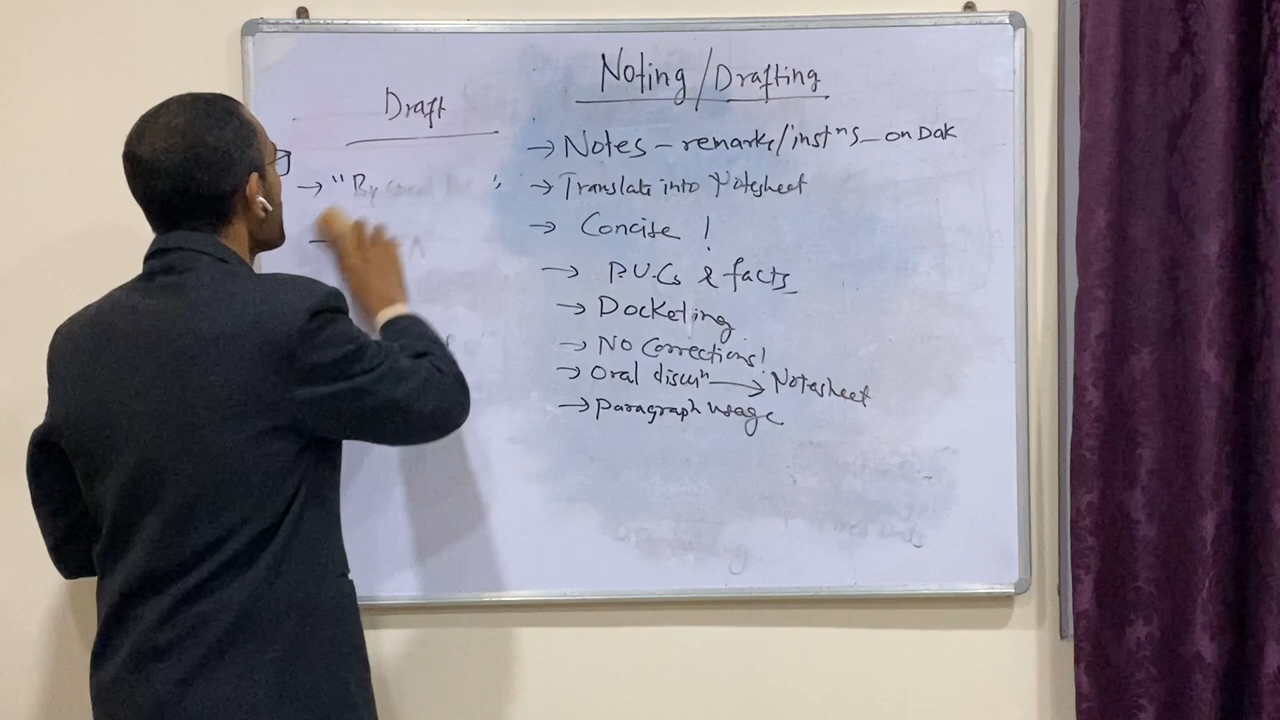 Noting/Drafting
Draft
→ Notes - remarks/instns - on Dak
→ Translate into Notesheet
→ Concise !
→ P.U.Cs & facts
→ Docketing
→ NO Corrections!
→ Oral discun → Notesheet
→ Paragraph usage
→ "By